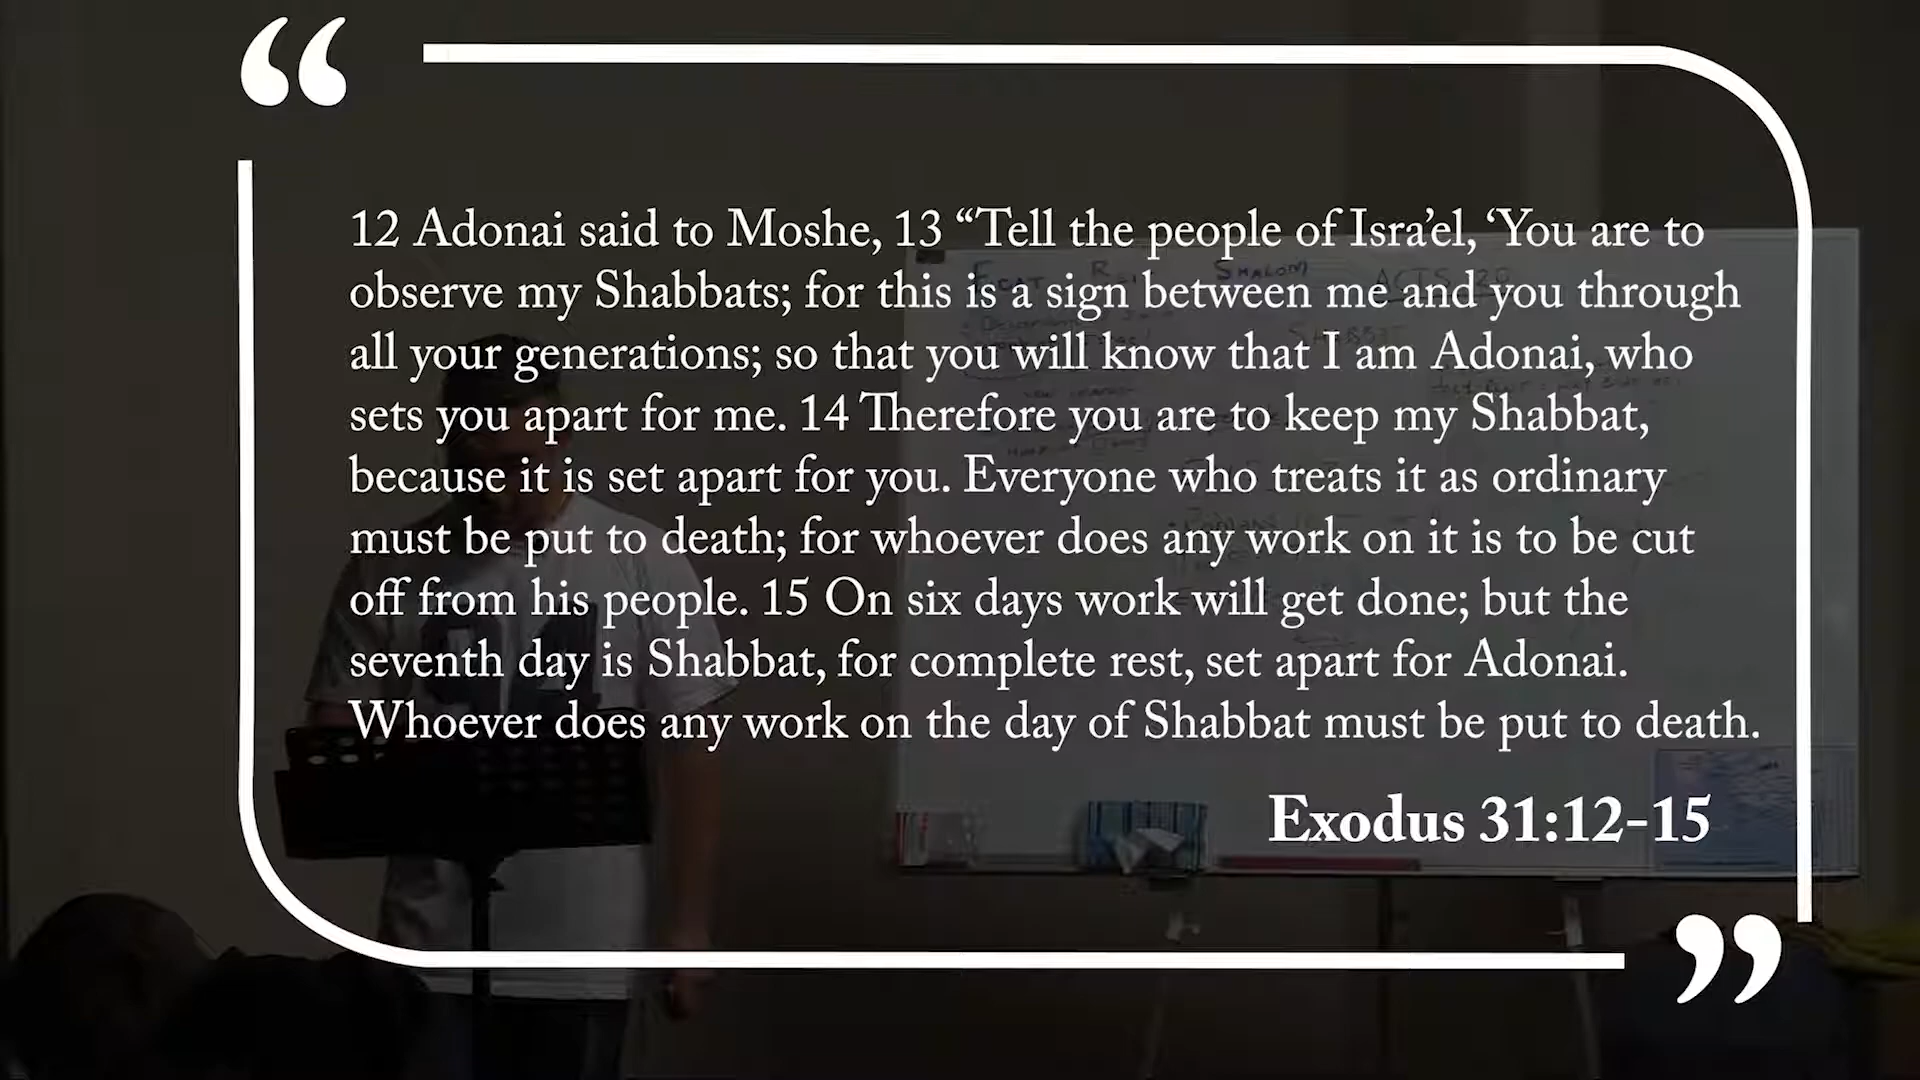 12 Adonai said to Moshe, 13 “Tell the people of Isra’el, ‘You are to
observe my Shabbats; for this is a sign between me and you through
all your generations; so that you will know that I am Adonai, who
sets you apart for me. 14 Therefore you are to keep my Shabbat,
because it is set apart for you. Everyone who treats it as ordinary
must be put to death; for whoever does any work on it is to be cut
off from his people. 15 On six days work will get done; but the
seventh day is Shabbat, for complete rest, set apart for Adonai.
Whoever does any work on the day of Shabbat must be put to death.
Exodus 31:12-15
SHALOM
ACTS